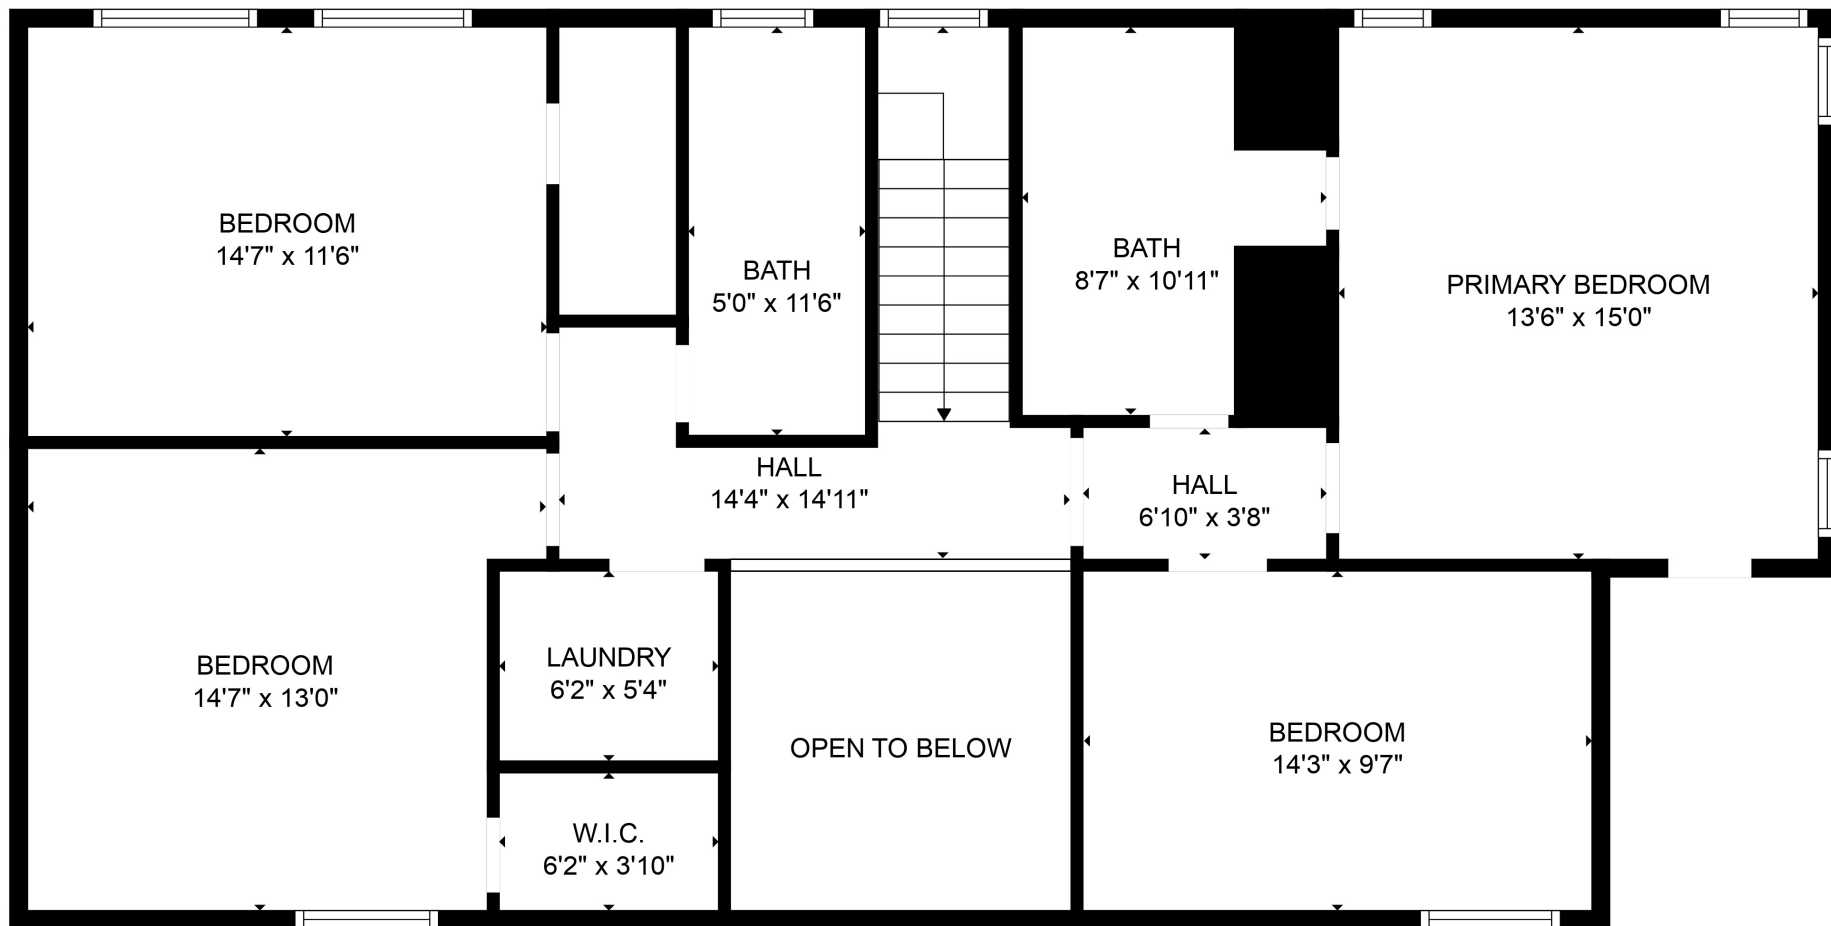 BEDROOM
14'7" x 11'6"
BATH
5'0" x 11'6"
BATH
8'7" x 10'11"
PRIMARY BEDROOM
13'6" x 15'0"
HALL
14'4" x 14'11"
HALL
6'10" x 3'8"
BEDROOM
14'7" x 13'0"
LAUNDRY
6'2" x 5'4"
OPEN TO BELOW
BEDROOM
14'3" x 9'7"
W.I.C.
6'2" x 3'10"